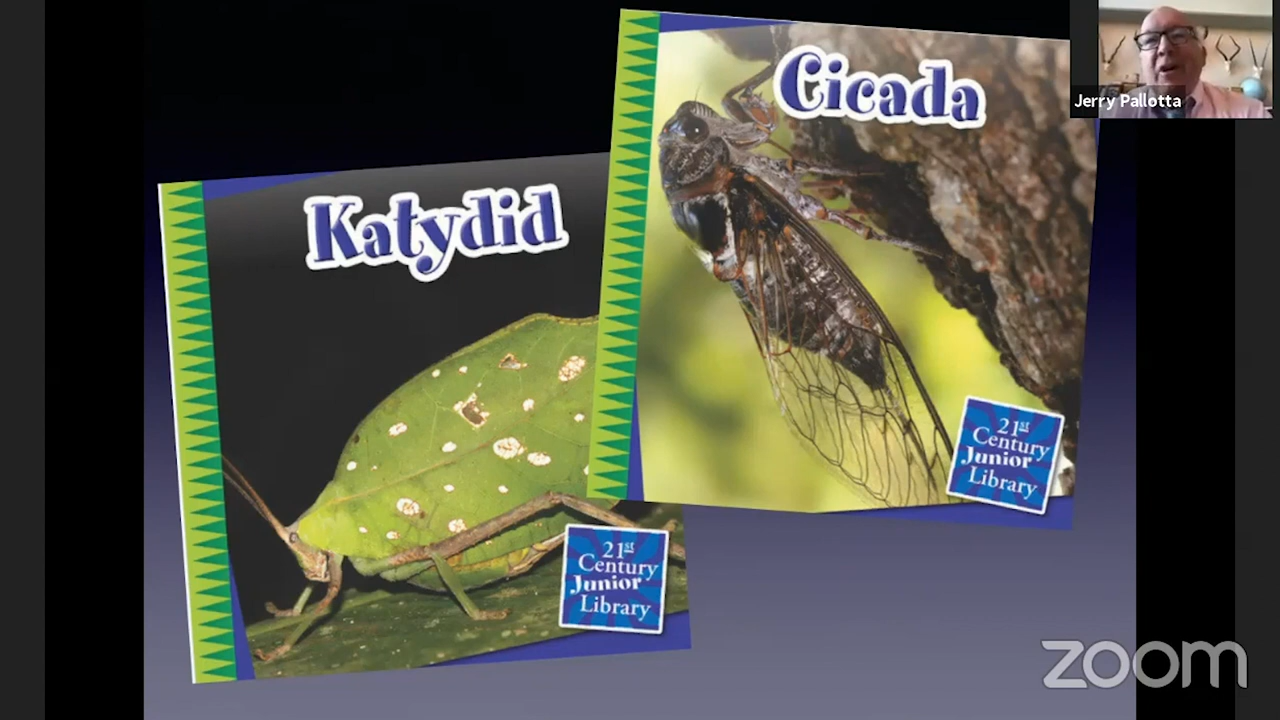 Cicada
Jerry Pallotta
Katydid
21st
Century
Junior
Library
21st
Century
Junior
Library
zoom